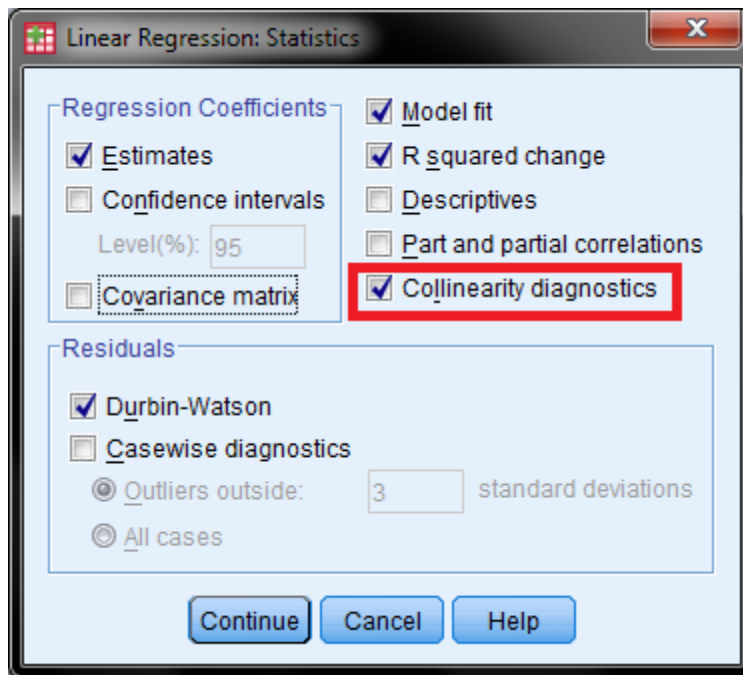 Linear Regression: Statistics
Regression Coefficients
Estimates
Confidence intervals
Level(%): 95
Covariance matrix
Model fit
R squared change
Descriptives
Part and partial correlations
Collinearity diagnostics
Residuals
Durbin-Watson
Casewise diagnostics
Outliers outside: 3 standard deviations
All cases
Continue Cancel Help